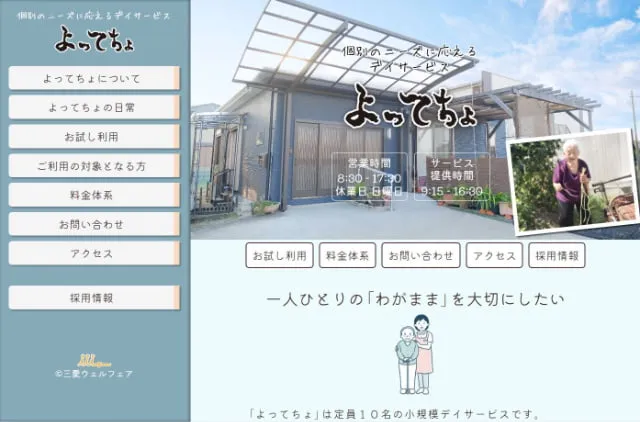 個別のニーズに応えるデイサービス
よってちょ
よってちょについて
よってちょの日常
お試し利用
ご利用の対象となる方
料金体系
お問い合わせ
アクセス
採用情報
©三愛ウェルフェア
個別のニーズに応える
デイサービス
よってちょ
営業時間
8:30 - 17:30
休業日 日曜日
サービス
提供時間
9:15 - 16:30
お試し利用 料金体系 お問い合わせ アクセス 採用情報
一人ひとりの「わがまま」を大切にしたい
「よってちょ」は定員１０名の小規模デイサービスです。